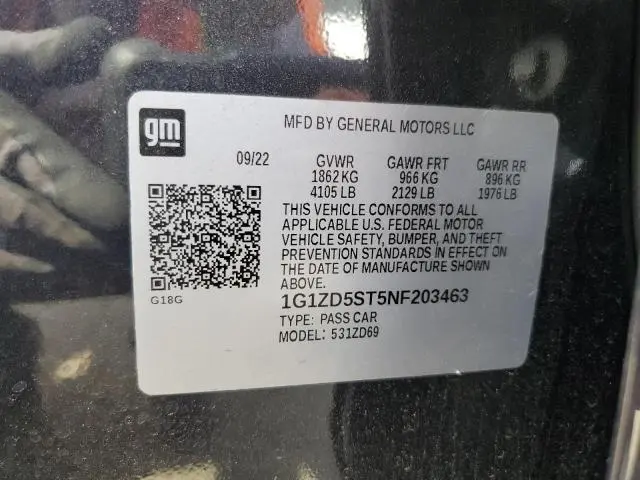 gm
MFD BY GENERAL MOTORS LLC
09/22 GVWR GAWR FRT GAWR RR
1862 KG 966 KG 896 KG
4105 LB 2129 LB 1976 LB
THIS VEHICLE CONFORMS TO ALL
APPLICABLE U.S. FEDERAL MOTOR
VEHICLE SAFETY, BUMPER, AND THEFT
PREVENTION STANDARDS IN EFFECT ON
THE DATE OF MANUFACTURE SHOWN
ABOVE.
G18G
1G1ZD5ST5NF203463
TYPE: PASS CAR
MODEL: 531ZD69